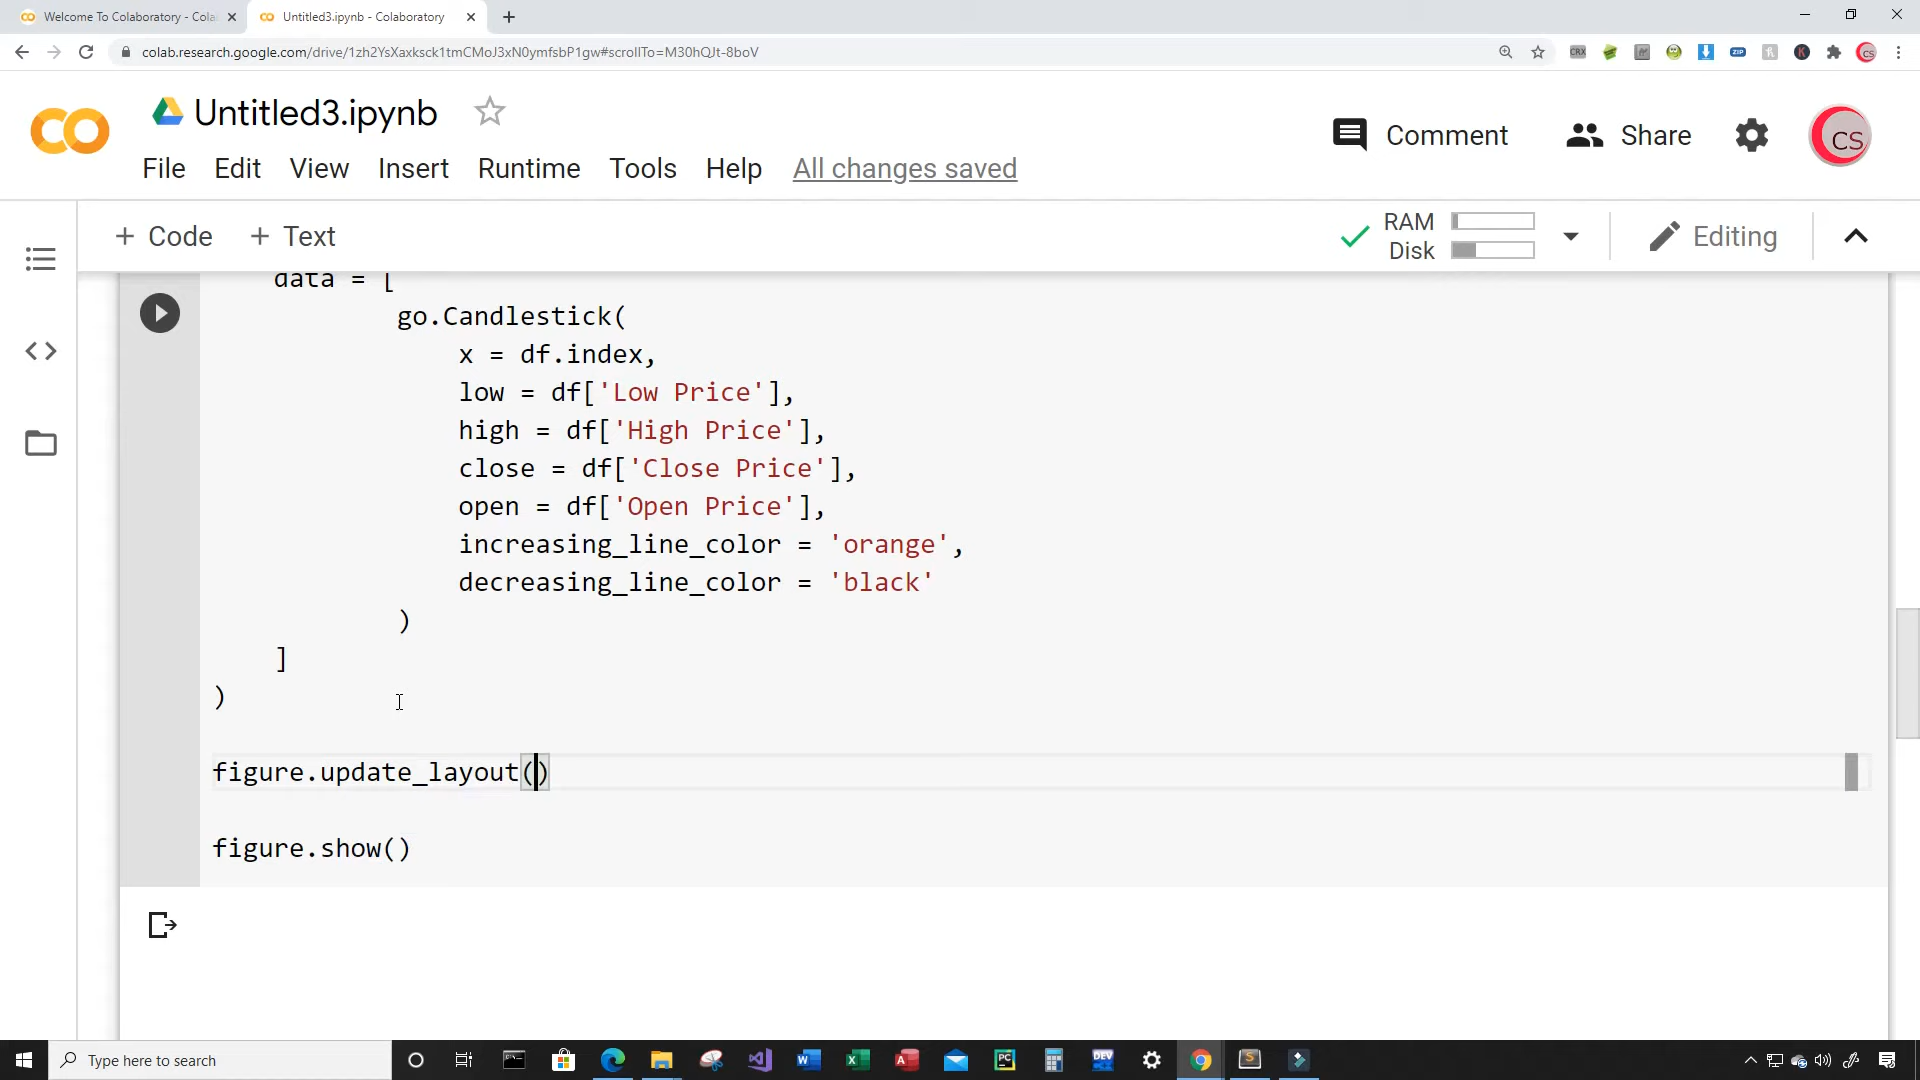 Welcome To Colaboratory - Cola
Untitled3.ipynb - Colaboratory
colab.research.google.com/drive/1zh2YsXaxksck1tmCMoJ3xN0ymfsbP1gw#scrollTo=M30hQJt-8boV
Untitled3.ipynb
Comment
Share
CS
File Edit View Insert Runtime Tools Help All changes saved
+ Code + Text
RAM
Disk
Editing
data = [
go.Candlestick(
x = df.index,
low = df['Low Price'],
high = df['High Price'],
close = df['Close Price'],
open = df['Open Price'],
increasing_line_color = 'orange',
decreasing_line_color = 'black'
)
]
)
figure.update_layout()
figure.show()
Type here to search